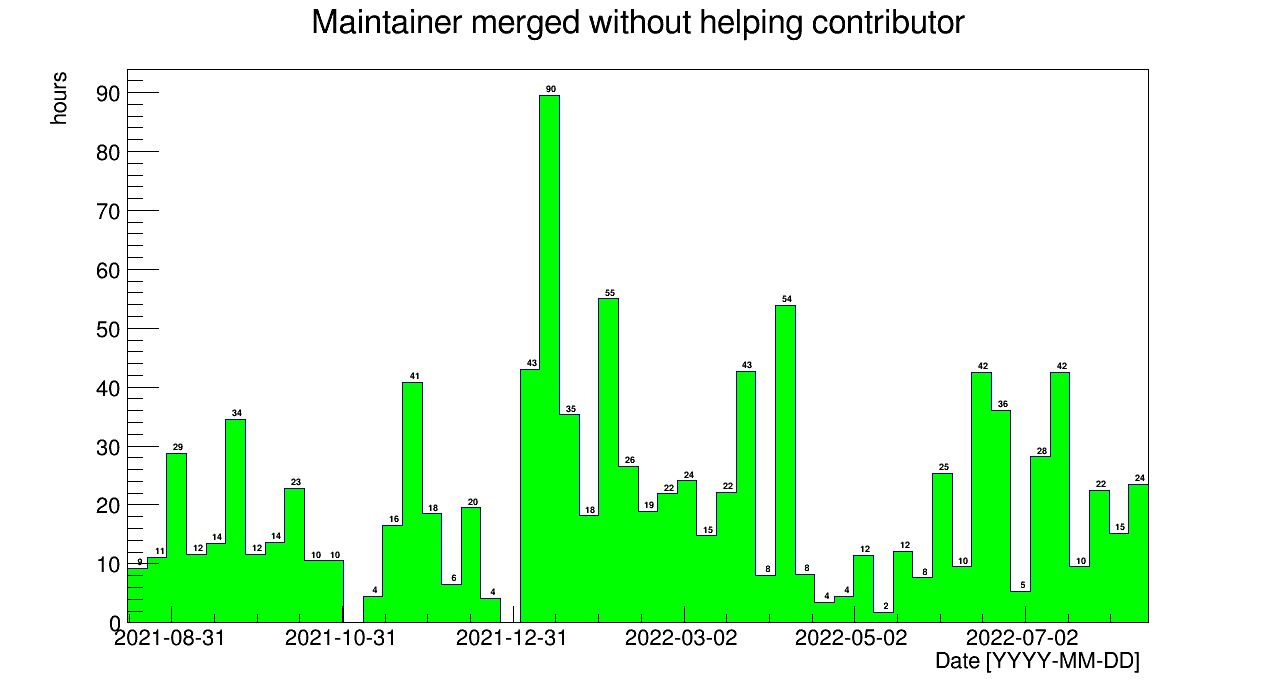 Maintainer merged without helping contributor
hours
90
80
70
60
50
40
30
20
10
0
9 11 29 12 14 34 12 14 23 10 10 4 16 41 18 6 20 4 43 90 35 18 55 26 19 22 24 15 22 43 8 54 8 4 4 12 2 12 8 25 10 42 36 5 28 42 10 22 15 24
2021-08-31 2021-10-31 2021-12-31 2022-03-02 2022-05-02 2022-07-02
Date [YYYY-MM-DD]